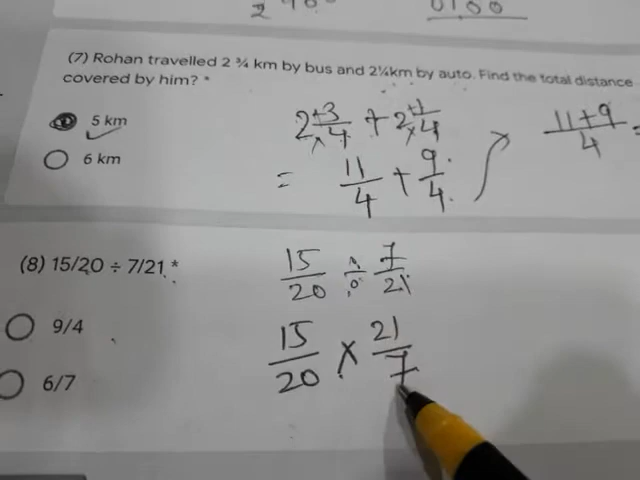 (7) Rohan travelled 2 ¾ km by bus and 2¼km by auto. Find the total distance
covered by him? *
5 km
6 km
2 3/4 + 2 1/4
11+9/4 =
= 11/4 + 9/4
(8) 15/20 ÷ 7/21 *
15/20 ÷ 7/21
9/4
15/20 × 21/7
6/7